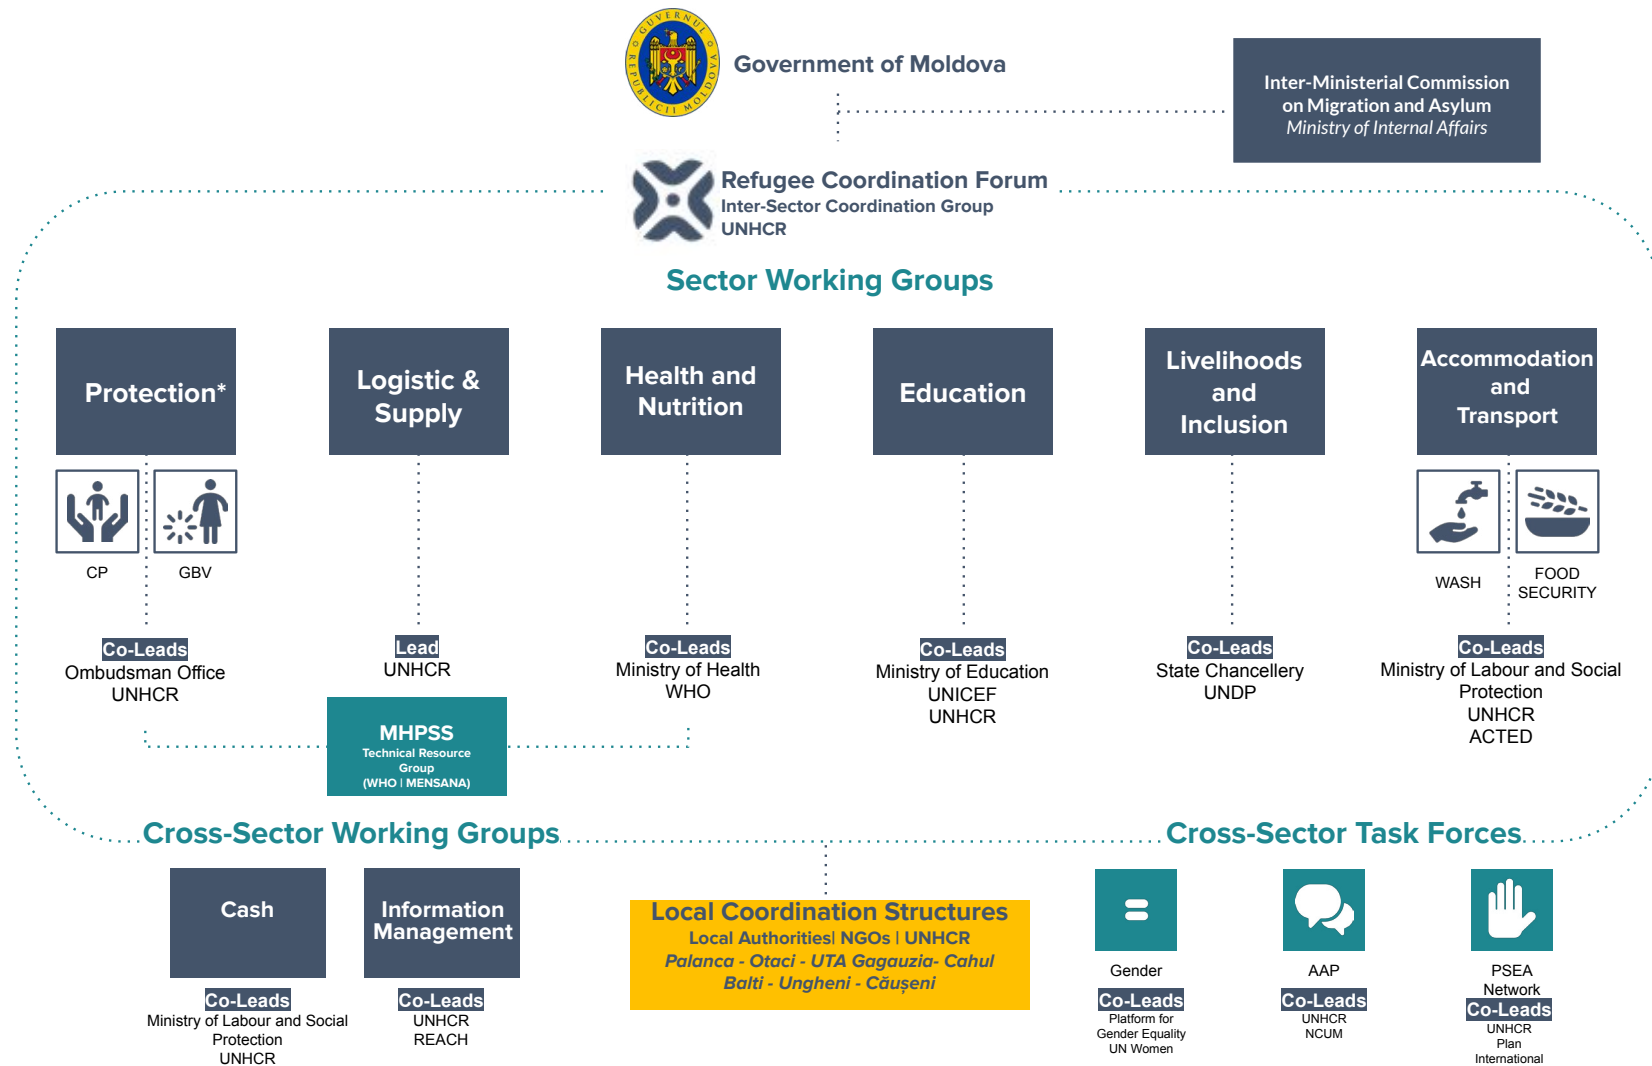 GUVERNUL
REPUBLICII MOLDOVA
Government of Moldova
Inter-Ministerial Commission
on Migration and Asylum
Ministry of Internal Affairs
Refugee Coordination Forum
Inter-Sector Coordination Group
UNHCR
Sector Working Groups
Protection*
Logistic &
Supply
Health and
Nutrition
Education
Livelihoods
and
Inclusion
Accommodation
and
Transport
CP
GBV
WASH
FOOD
SECURITY
Co-Leads
Ombudsman Office
UNHCR
Lead
UNHCR
Co-Leads
Ministry of Health
WHO
Co-Leads
Ministry of Education
UNICEF
UNHCR
Co-Leads
State Chancellery
UNDP
Co-Leads
Ministry of Labour and Social
Protection
UNHCR
ACTED
MHPSS
Technical Resource
Group
(WHO | MENSANA)
Cross-Sector Working Groups
Cross-Sector Task Forces
Cash
Co-Leads
Ministry of Labour and Social
Protection
UNHCR
Information
Management
Co-Leads
UNHCR
REACH
Local Coordination Structures
Local Authorities| NGOs | UNHCR
Palanca - Otaci - UTA Gagauzia- Cahul
Balti - Ungheni - Căușeni
Gender
Co-Leads
Platform for
Gender Equality
UN Women
AAP
Co-Leads
UNHCR
NCUM
PSEA
Network
Co-Leads
UNHCR
Plan
International